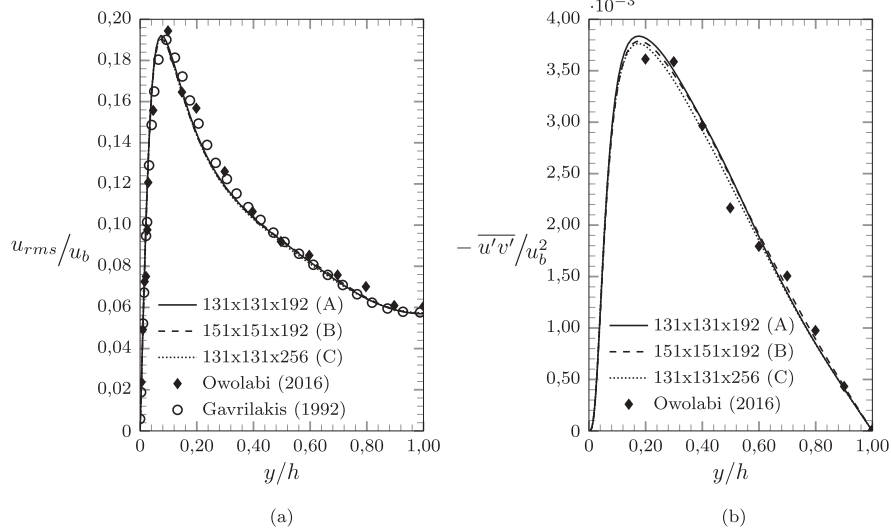 0,20
0,18
0,16
0,14
0,12
0,10
0,08
0,06
0,04
0,02
0
u_{rms}/u_b
131x131x192 (A)
151x151x192 (B)
131x131x256 (C)
Owolabi (2016)
Gavrilakis (1992)
0 0,20 0,40 0,60 0,80 1,00
y/h
(a)
·10⁻³
4,00
3,50
3,00
2,50
2,00
1,50
1,00
0,50
0
− \overline{u'v'}/u_b^2
131x131x192 (A)
151x151x192 (B)
131x131x256 (C)
Owolabi (2016)
0 0,20 0,40 0,60 0,80 1,00
y/h
(b)